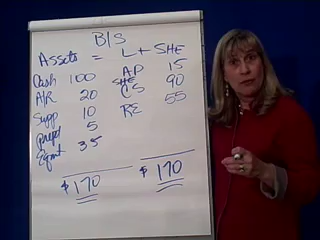 B/S
Assets = L + SHE
Cash 100 AP 15
A/R 20 SHE CS 90
Supp 10 RE 55
Prepd 5
Eqmt 35
$170 $170